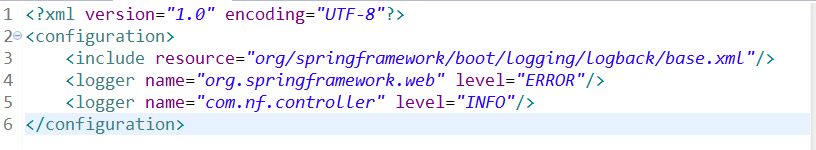 1 <?xml version="1.0" encoding="UTF-8"?>
2 <configuration>
3     <include resource="org/springframework/boot/logging/logback/base.xml"/>
4     <logger name="org.springframework.web" level="ERROR"/>
5     <logger name="com.nf.controller" level="INFO"/>
6 </configuration>